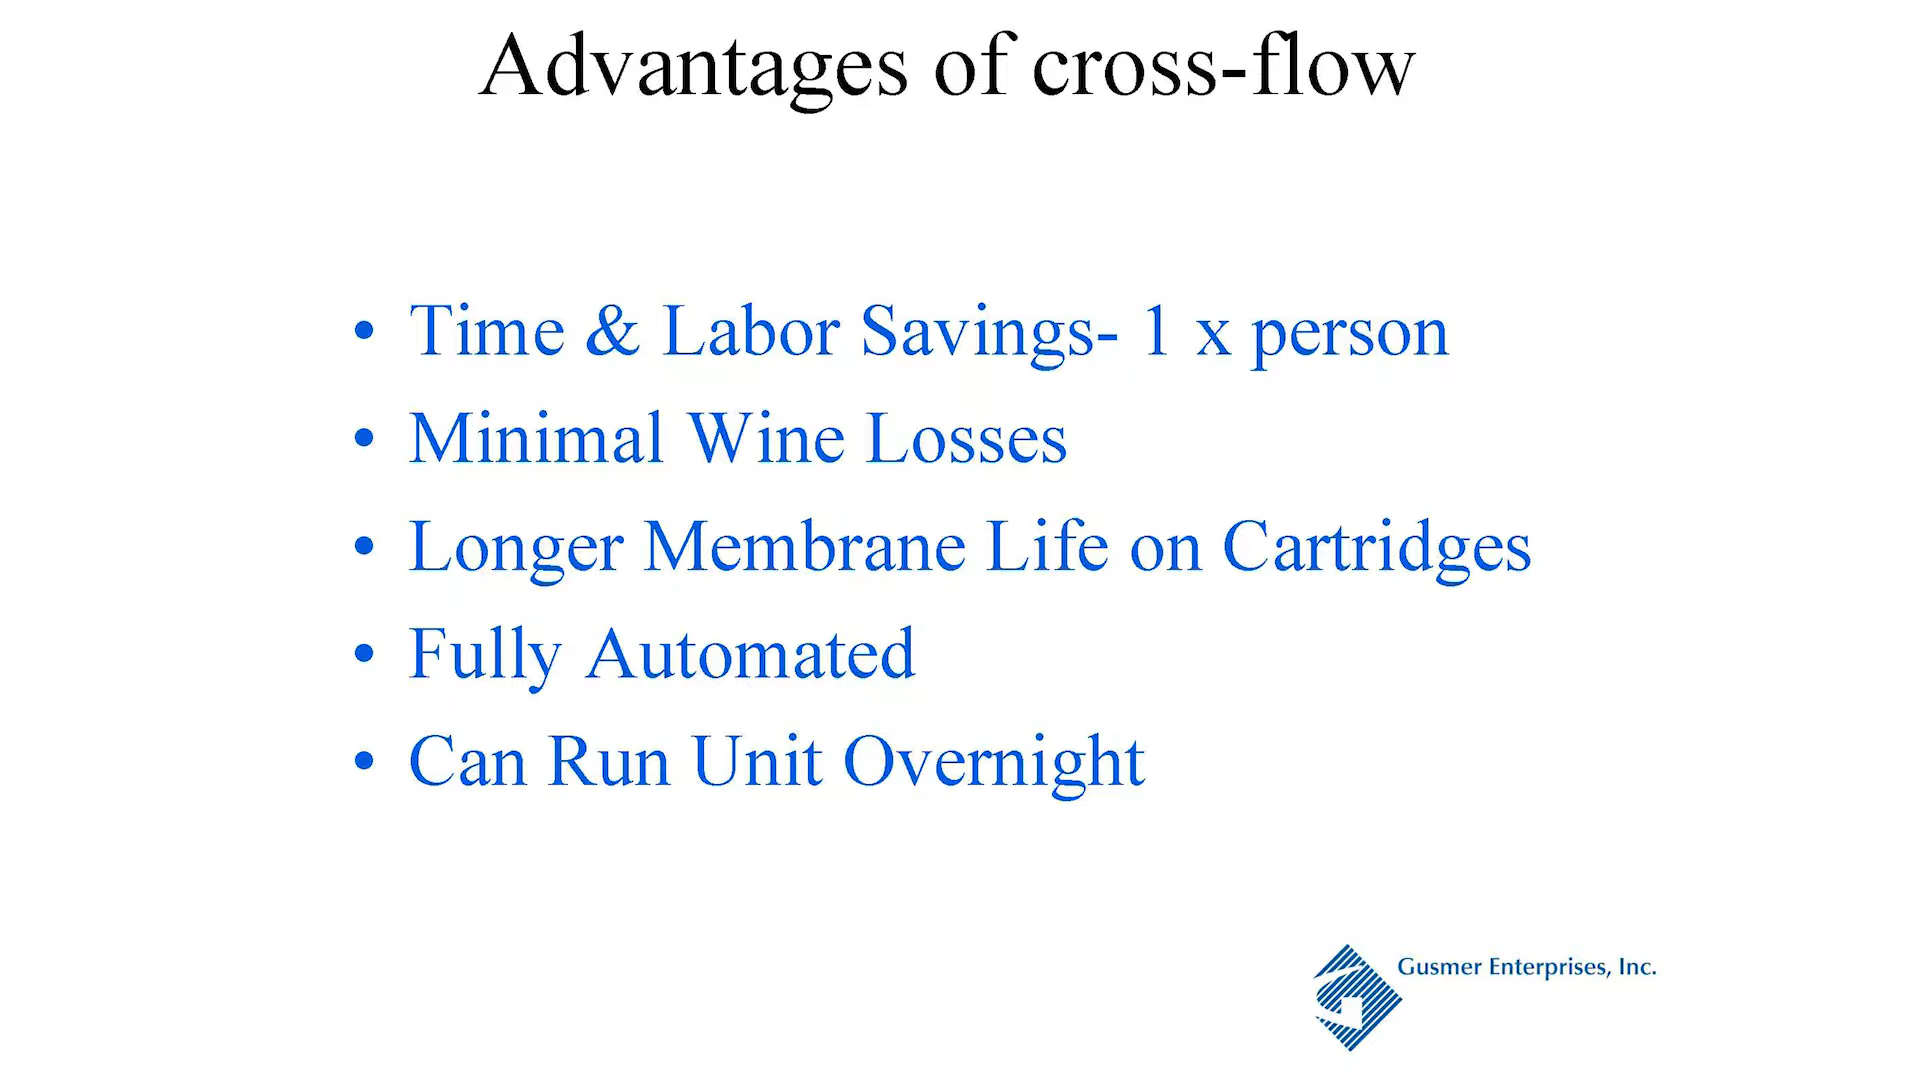 Advantages of cross-flow
• Time & Labor Savings- 1 x person
• Minimal Wine Losses
• Longer Membrane Life on Cartridges
• Fully Automated
• Can Run Unit Overnight
Gusmer Enterprises, Inc.